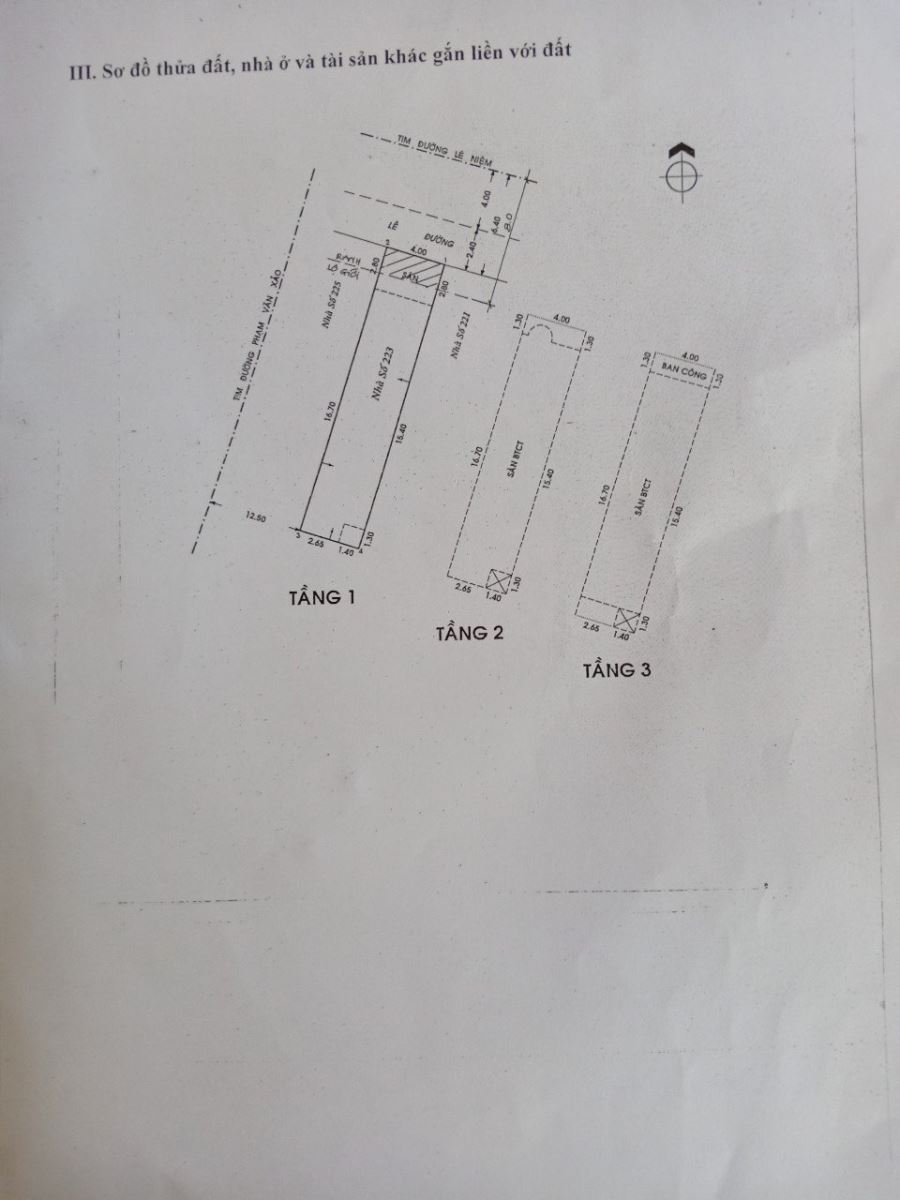 III. Sơ đồ thửa đất, nhà ở và tài sản khác gắn liền với đất
TIM ĐƯỜNG LÊ NIỆM
4.00
6.40
8.0
2.40
LỀ ĐƯỜNG
TIM ĐƯỜNG PHẠM VĂN XẢO
4.00
2.80
SÂN
2.80
Nhà Số 225
Nhà Số 223
Nhà Số 221
16.70
15.40
12.50
3
2.65
1.40
4
1.30
TẦNG 1
1.30
4.00
1.30
16.70
SÀN BTCT
15.40
2.65
1.40
1.30
TẦNG 2
1.30
4.00
BAN CÔNG
1.30
16.70
SÀN BTCT
15.40
2.65
1.40
1.30
TẦNG 3